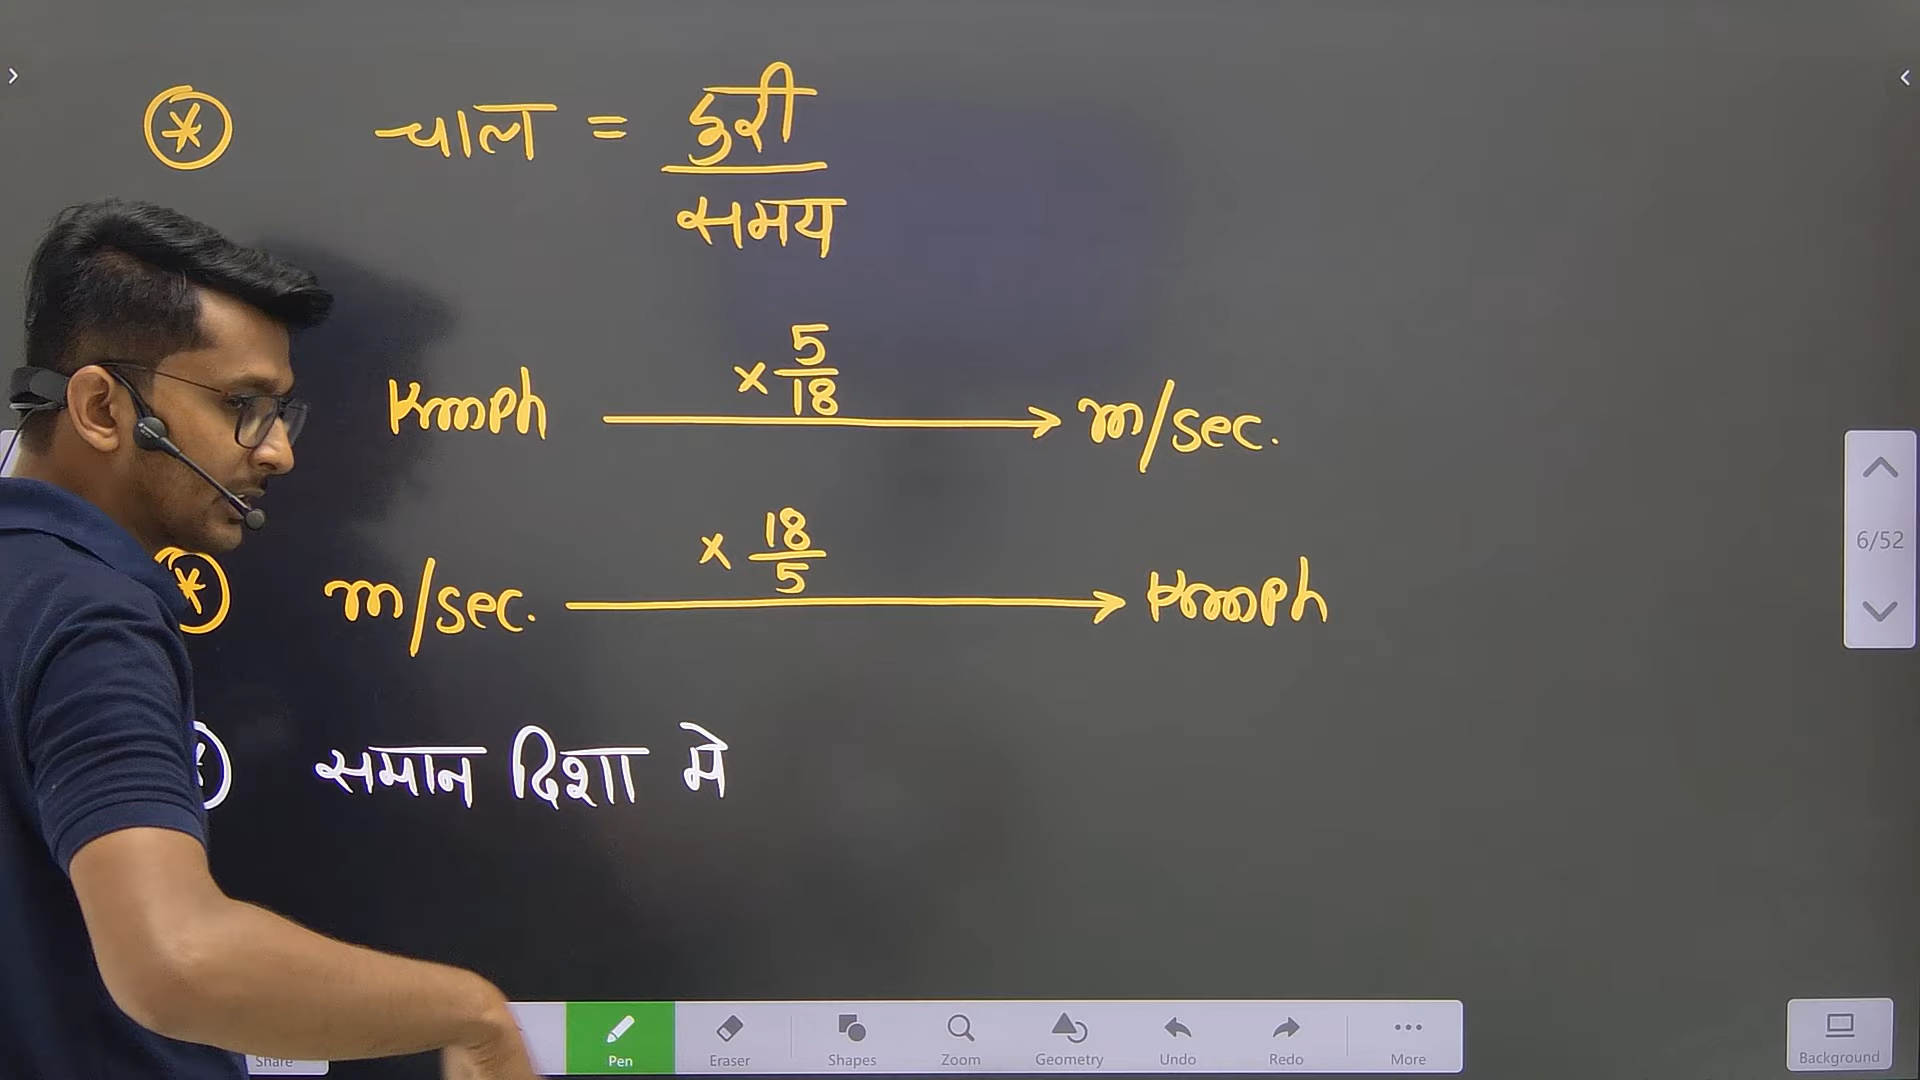 चाल = दुरी
समय
× 5
18
Kmph → m/sec.
× 18
5
m/sec. → Kmph
समान दिशा मे
6/52
Share
Pen
Eraser
Shapes
Zoom
Geometry
Undo
Redo
More
Background